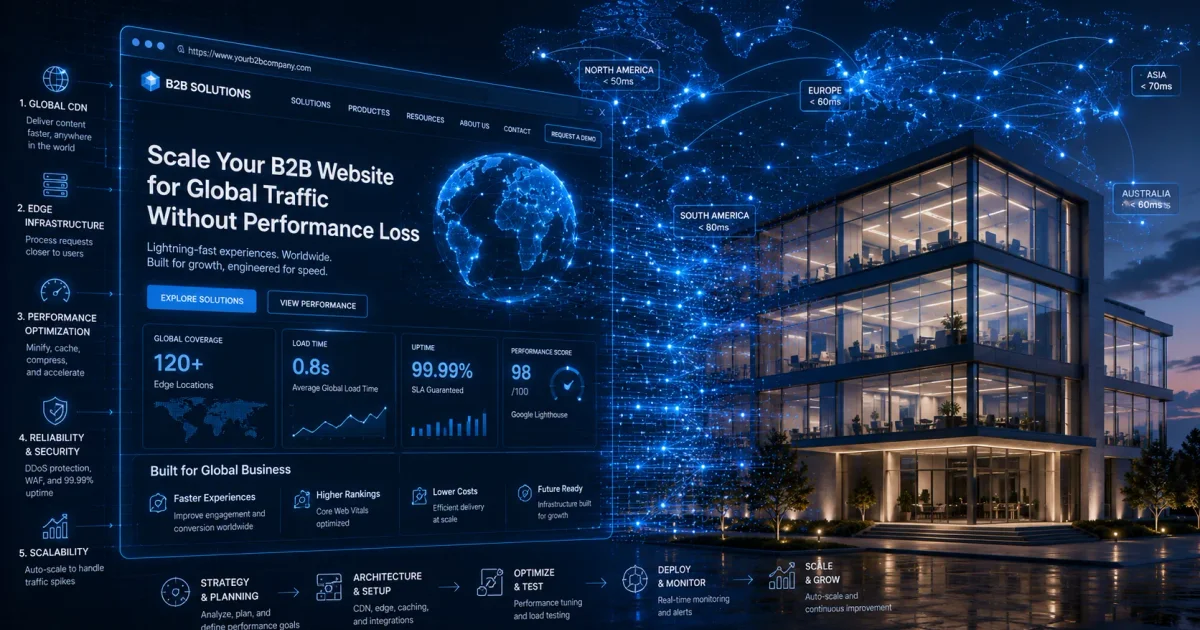 https://www.yourb2bcompany.com
B2B SOLUTIONS
SOLUTIONS
PRODUCTES
RESOURCES
ABOUT US
CONTACT
REQUEST A DEMO
Scale Your B2B Website
for Global Traffic
Without Performance Loss
Lightning-fast experiences. Worldwide.
Built for growth, engineered for speed.
EXPLORE SOLUTIONS
VIEW PERFORMANCE
GLOBAL COVERAGE
120+
Edge Locations
LOAD TIME
0.8s
Average Global Load Time
UPTIME
99.99%
SLA Guaranteed
PERFORMANCE SCORE
98
/100
Google Lighthouse
Built for Global Business
Faster Experiences
Improve engagement and
conversion worldwide
Higher Rankings
Core Web Vitals
optimized
Lower Costs
Efficient delivery
at scale
Future Ready
Infrastructure built
for growth
1. GLOBAL CDN
Deliver content
faster, anywhere
in the world
2. EDGE
INFRASTRUCTURE
Process requests
closer to users
3. PERFORMANCE
OPTIMIZATION
Minify, cache,
compress,
and accelerate
4. RELIABILITY
& SECURITY
DDoS protection,
WAF, and 99.99%
uptime
5. SCALABILITY
Auto-scale to handle
traffic spikes
NORTH AMERICA
< 50ms
EUROPE
< 60ms
ASIA
< 70ms
SOUTH AMERICA
< 80ms
AUSTRALIA
< 60ms
STRATEGY
& PLANNING
Analyze, plan, and
define performance goals
ARCHITECTURE
& SETUP
CDN, edge, caching,
and integrations
OPTIMIZE
& TEST
Performance tuning
and load testing
DEPLOY
& MONITOR
Real-time monitoring
and alerts
SCALE
& GROW
Auto-scale and
continuous improvement